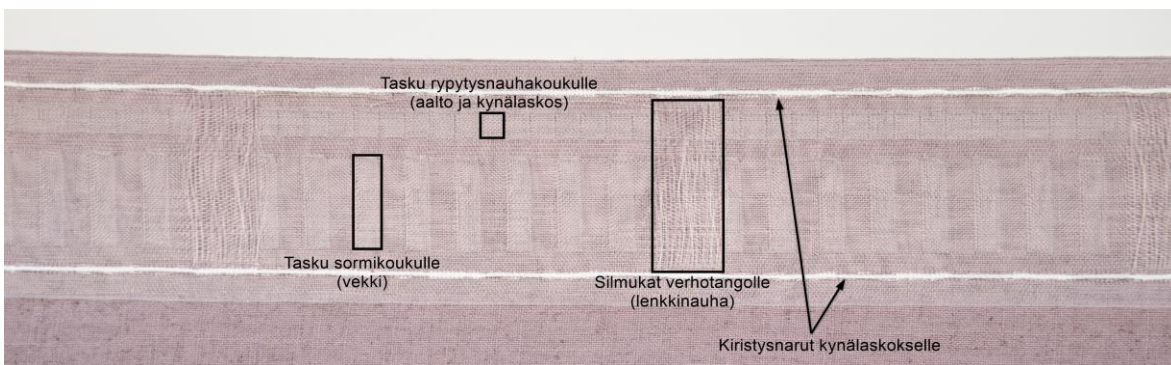 Tasku rypytysnauhakoukulle
(aalto ja kynälaskos)
Tasku sormikoukulle
(vekki)
Silmukat verhotangolle
(lenkkinauha)
Kiristysnarut kynälaskokselle